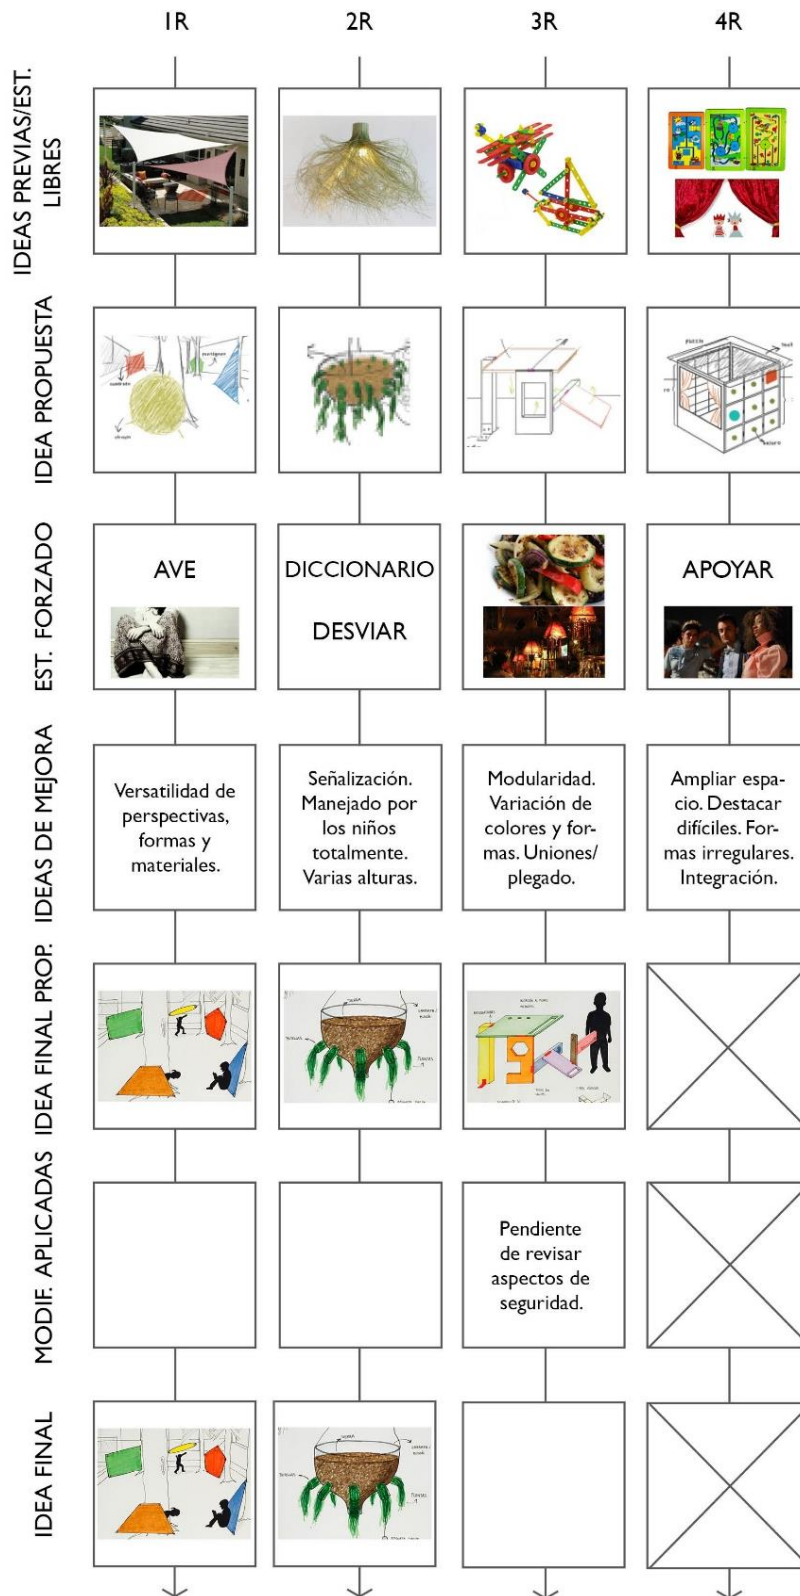 1R
2R
3R
4R
IDEAS PREVIAS/EST.
LIBRES
IDEA PROPUESTA
EST. FORZADO
AVE
DICCIONARIO
DESVIAR
APOYAR
IDEAS DE MEJORA
Versatilidad de
perspectivas,
formas y
materiales.
Señalización.
Manejado por
los niños
totalmente.
Varias alturas.
Modularidad.
Variación de
colores y for-
mas. Uniones/
plegado.
Ampliar espa-
cio. Destacar
difíciles. For-
mas irregulares.
Integración.
IDEA FINAL PROP.
MODIF. APLICADAS
Pendiente
de revisar
aspectos de
seguridad.
IDEA FINAL